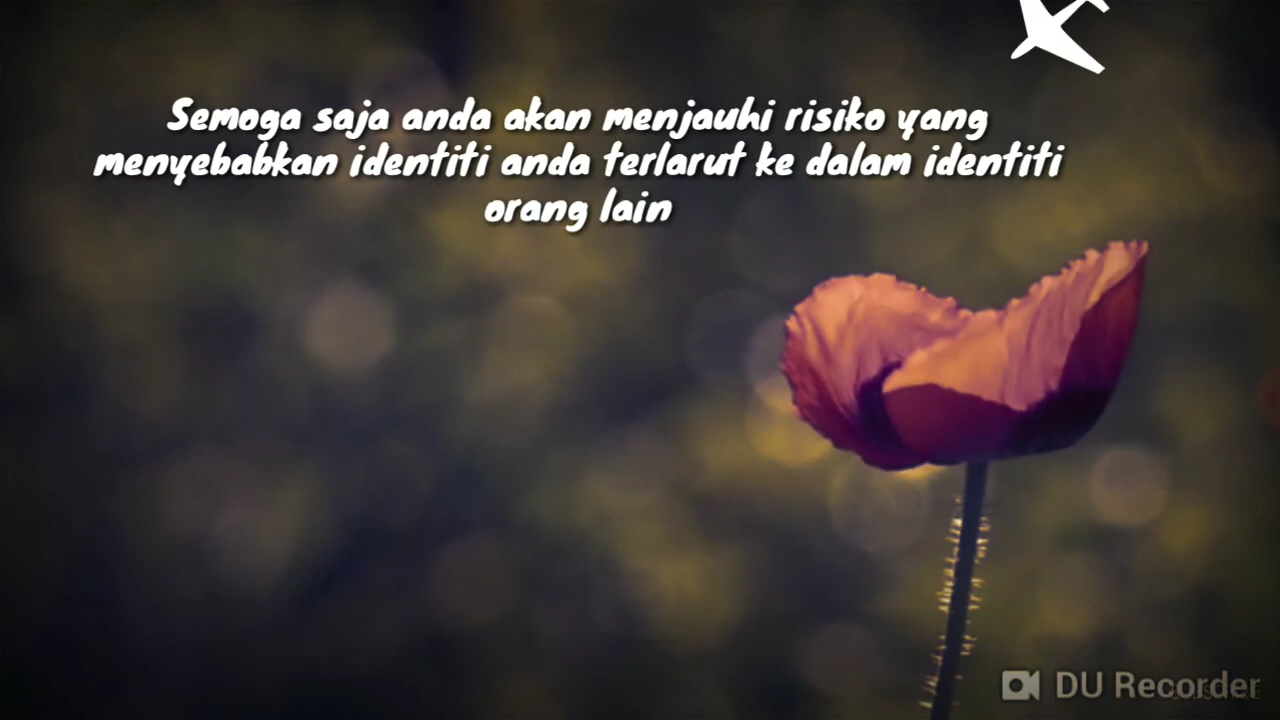 Semoga saja anda akan menjauhi risiko yang
menyebabkan identiti anda terlarut ke dalam identiti
orang lain
DU Recorder